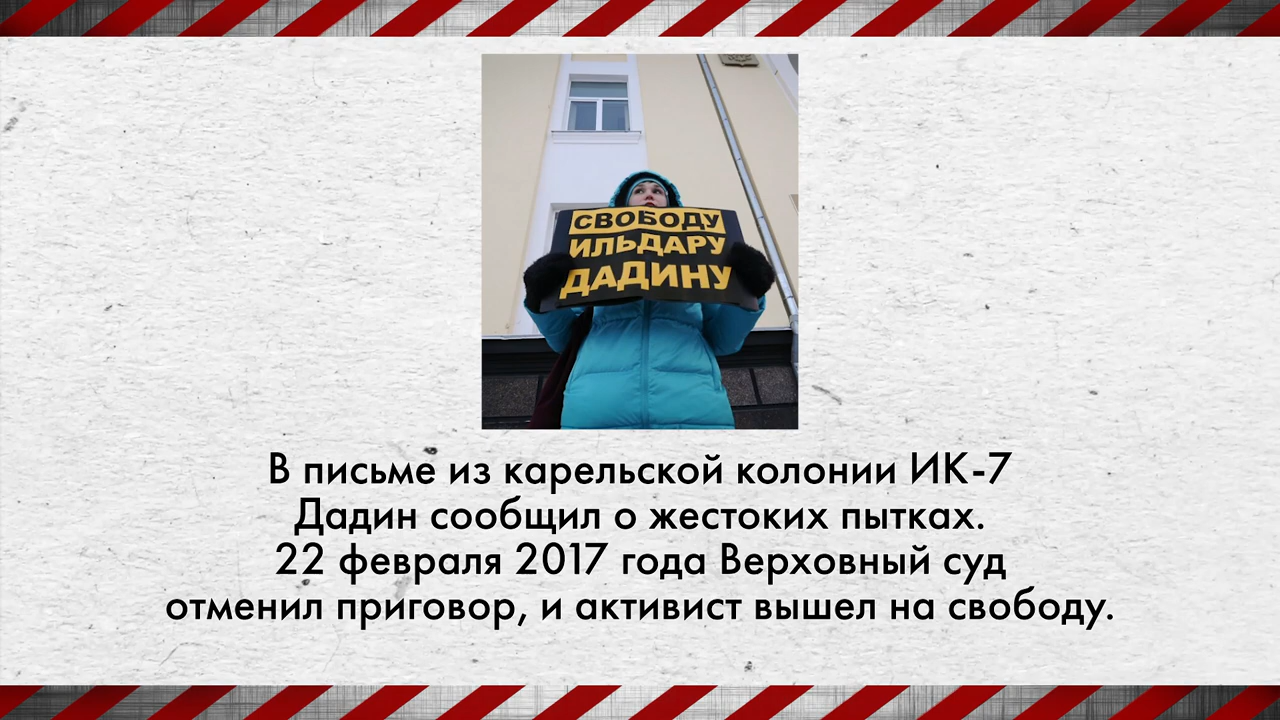 СВОБОДУ
ИЛЬДАРУ
ДАДИНУ
В письме из карельской колонии ИК-7
Дадин сообщил о жестоких пытках.
22 февраля 2017 года Верховный суд
отменил приговор, и активист вышел на свободу.